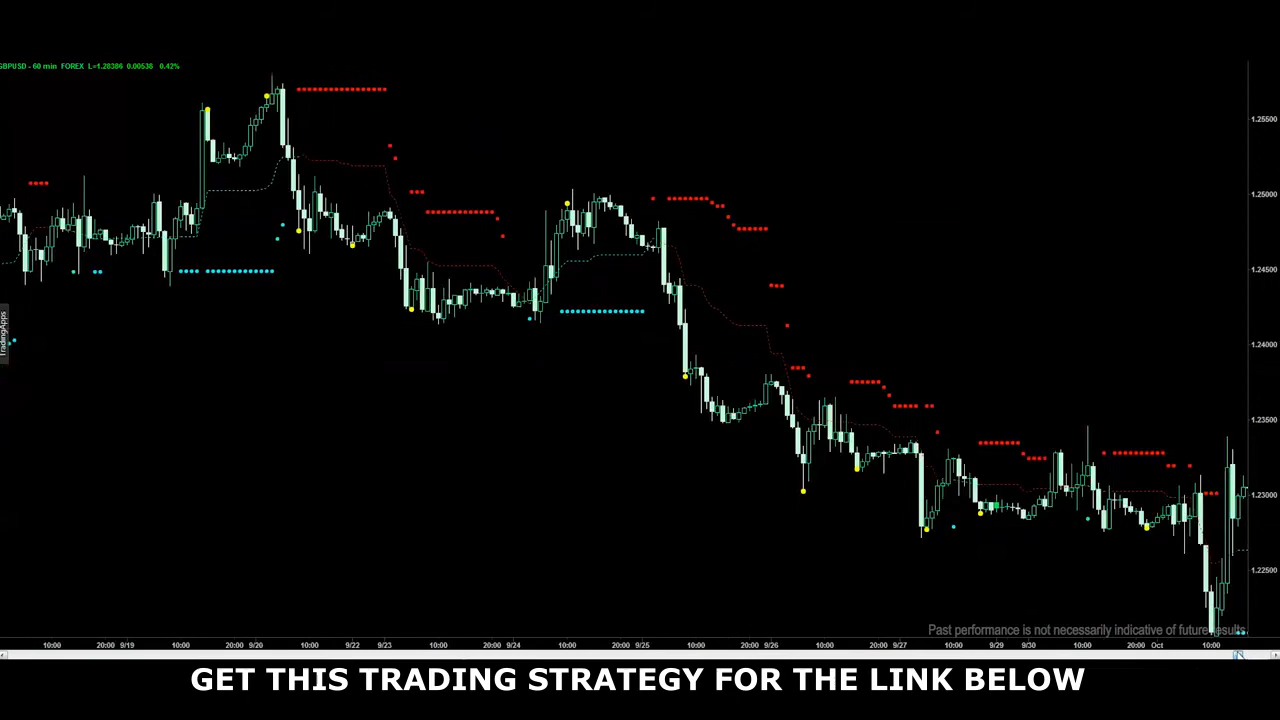 GBPUSD - 60 min FOREX L=1.28386 0.00538 0.42%
1.25500
1.25000
1.24500
1.24000
1.23500
1.23000
1.22500
TradingApps
Past performance is not necessarily indicative of future results.
10:00 20:00 9/19 10:00 20:00 9/20 10:00 9/22 9/23 10:00 20:00 9/24 10:00 20:00 9/25 10:00 20:00 9/26 10:00 20:00 9/27 10:00 9/29 9/30 10:00 20:00 Oct 10:00
GET THIS TRADING STRATEGY FOR THE LINK BELOW